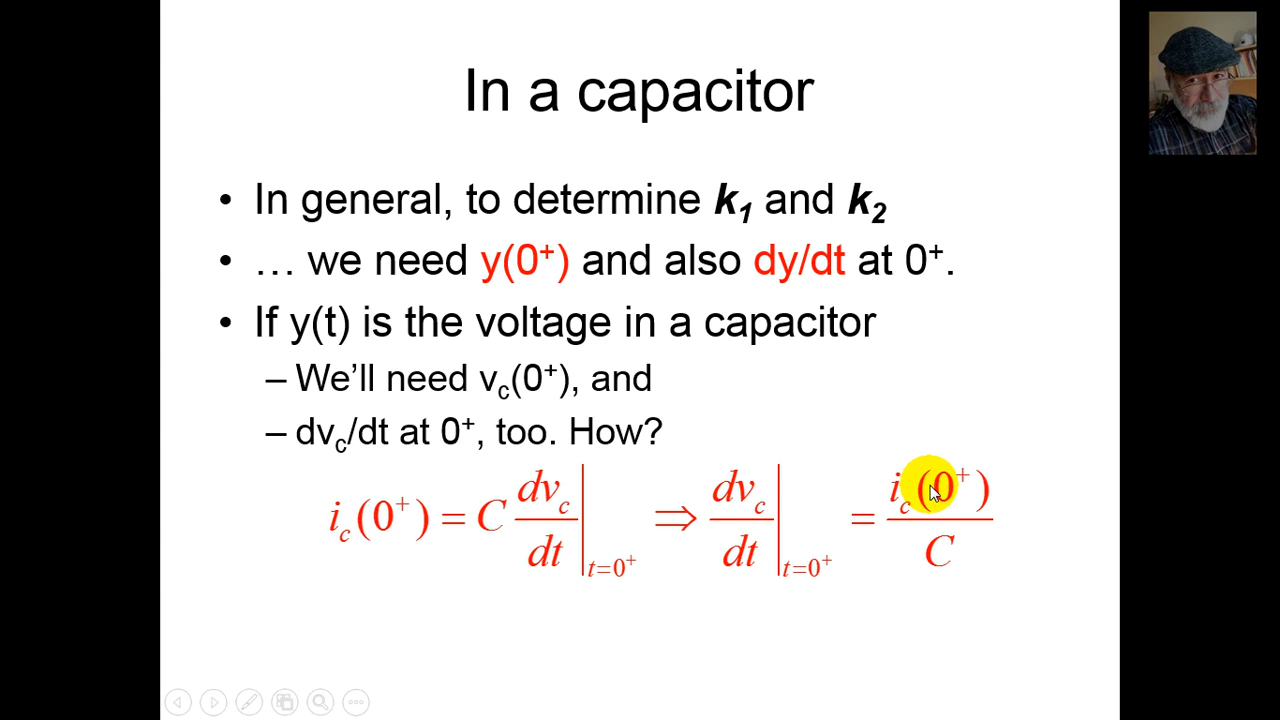 In a capacitor
• In general, to determine k₁ and k₂
• … we need y(0⁺) and also dy/dt at 0⁺.
• If y(t) is the voltage in a capacitor
– We’ll need v_c(0⁺), and
– dv_c/dt at 0⁺, too. How?
i_c(0⁺) = C dv_c/dt |_{t=0⁺} ⇒ dv_c/dt |_{t=0⁺} = i_c(0⁺)/C